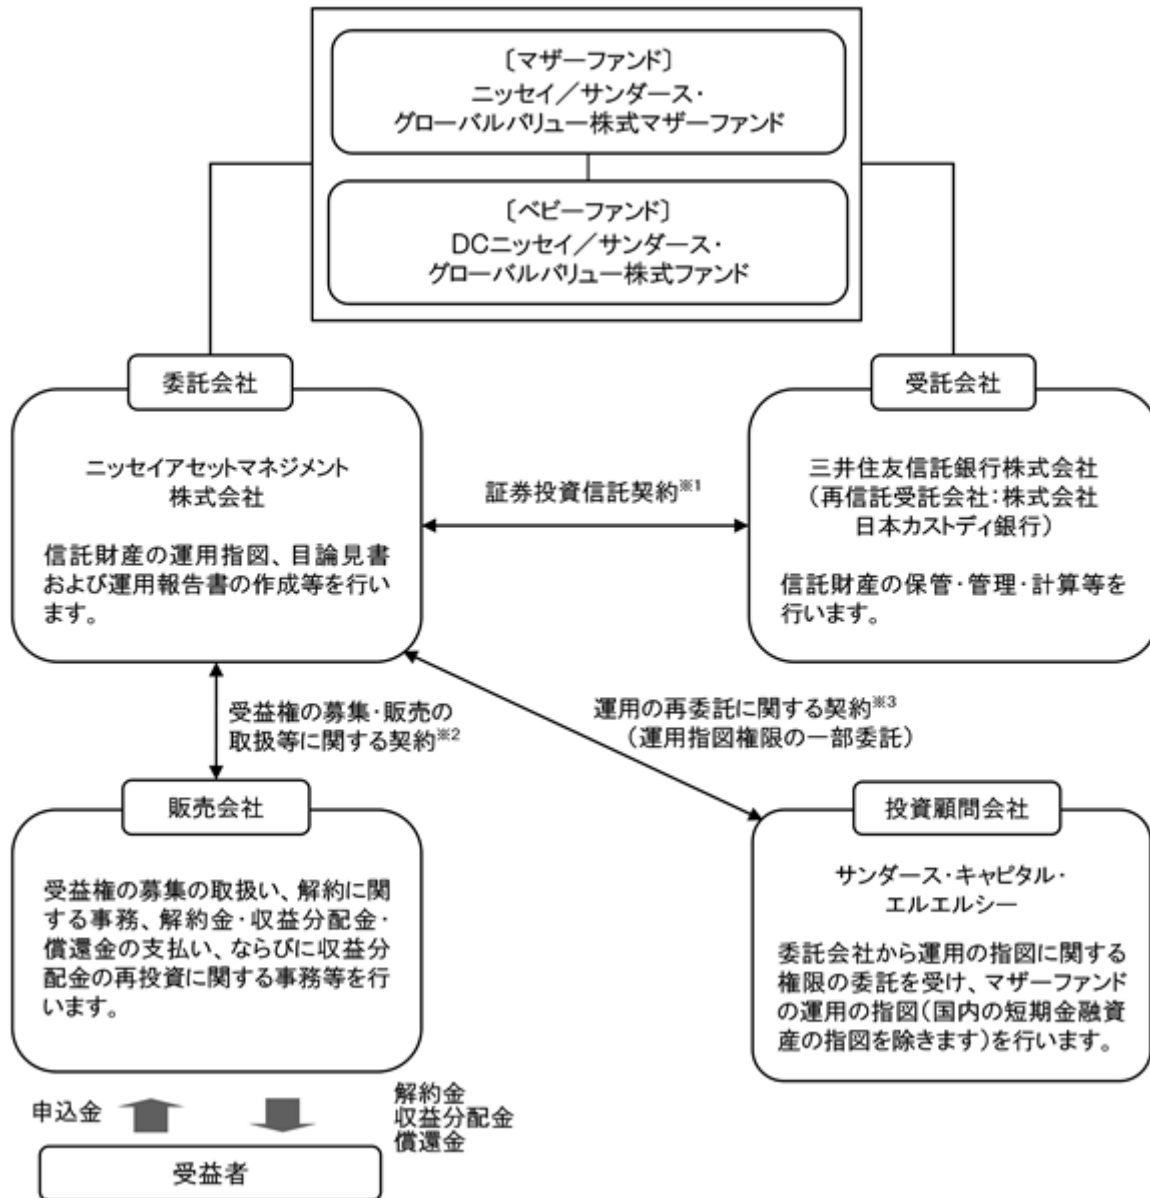 〔マザーファンド〕
ニッセイ／サンダース・
グローバルバリュー株式マザーファンド
〔ベビーファンド〕
DCニッセイ／サンダース・
グローバルバリュー株式ファンド
委託会社
ニッセイアセットマネジメント
株式会社
信託財産の運用指図、目論見書
および運用報告書の作成等を行い
ます。
証券投資信託契約※1
受託会社
三井住友信託銀行株式会社
（再信託受託会社：株式会社
日本カストディ銀行）
信託財産の保管・管理・計算等を
行います。
受益権の募集・販売の
取扱等に関する契約※2
運用の再委託に関する契約※3
（運用指図権限の一部委託）
販売会社
受益権の募集の取扱い、解約に関
する事務、解約金・収益分配金・
償還金の支払い、ならびに収益分
配金の再投資に関する事務等を行
います。
投資顧問会社
サンダース・キャピタル・
エルエルシー
委託会社から運用の指図に関する
権限の委託を受け、マザーファンド
の運用の指図（国内の短期金融資
産の指図を除きます）を行います。
申込金
解約金
収益分配金
償還金
受益者